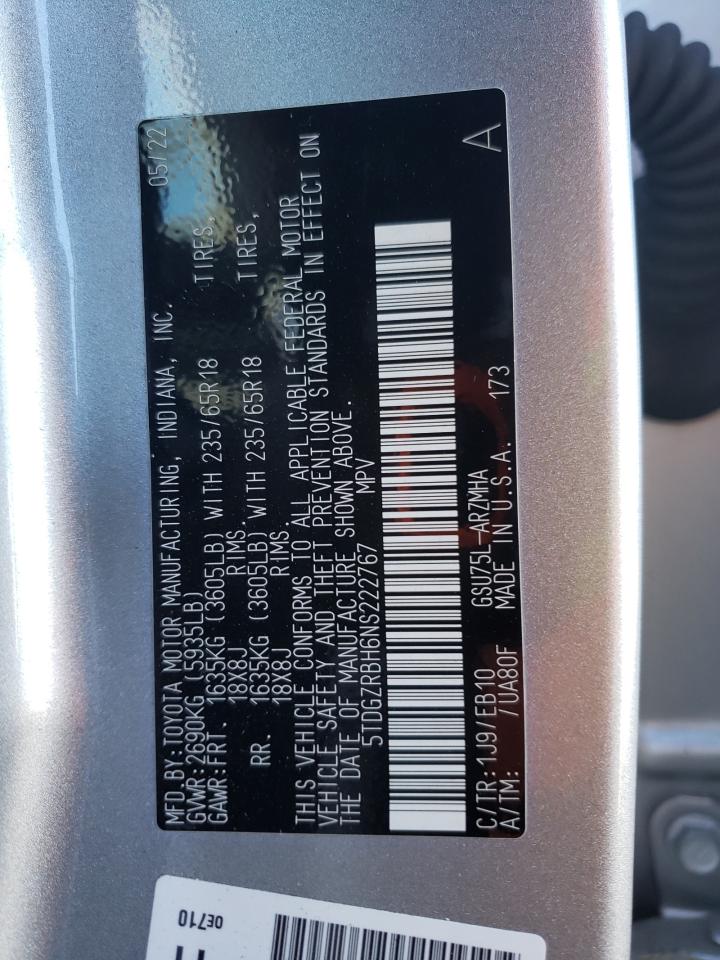 MFD.BY:TOYOTA MOTOR MANUFACTURING, INDIANA, INC. 05/22
GVWR:2690KG (5935LB)
GAWR:FRT. 1635KG (3605LB) WITH 235/65R18 TIRES,
18X8J RIMS.
RR. 1635KG (3605LB) WITH 235/65R18 TIRES,
18X8J RIMS.
THIS VEHICLE CONFORMS TO ALL APPLICABLE FEDERAL MOTOR
VEHICLE SAFETY AND THEFT PREVENTION STANDARDS IN EFFECT ON
THE DATE OF MANUFACTURE SHOWN ABOVE.
5TDGZRBH6NS222767 MPV
C/TR:1J9/EB10 GSU75L-ARZMHA A
A/TM: /UA80F MADE IN U.S.A. 173
0E710